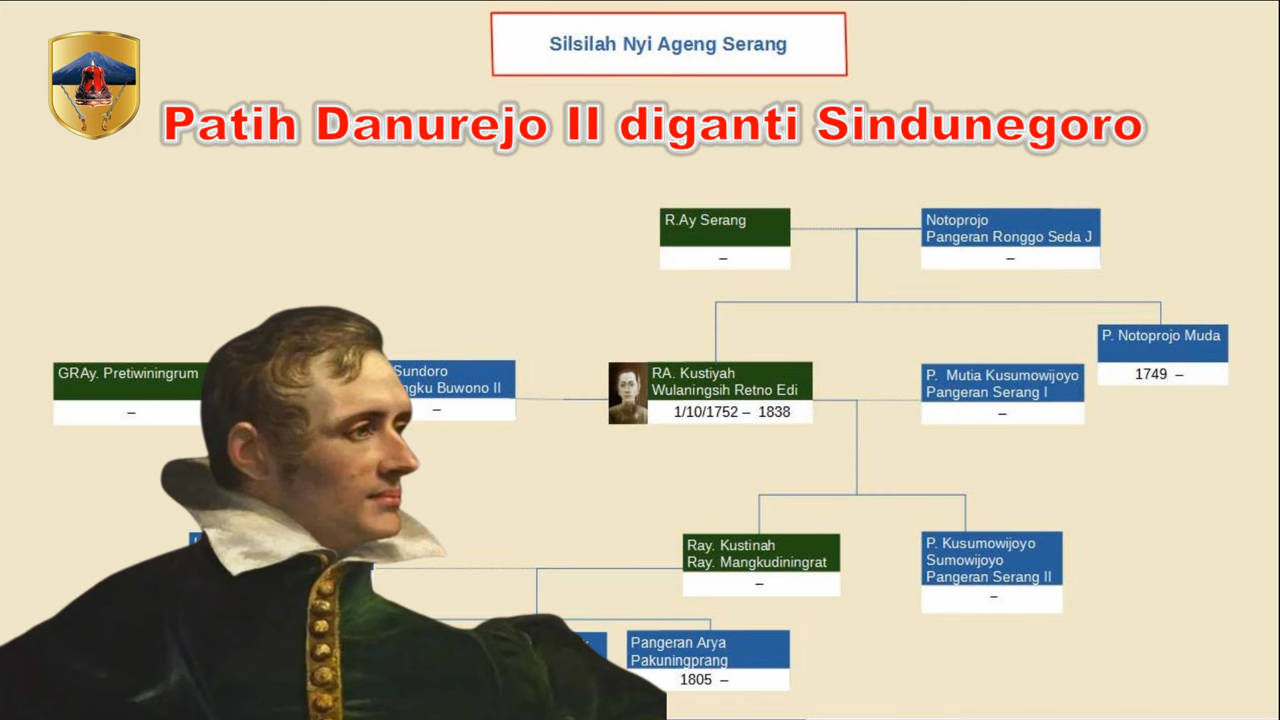 Silsilah Nyi Ageng Serang
Patih Danurejo II diganti Sindunegoro
R.Ay Serang
–
Notoprojo
Pangeran Ronggo Seda J
–
P. Notoprojo Muda
1749 –
GRAy. Pretiwiningrum
–
Sundoro
ngku Buwono II
–
RA. Kustiyah
Wulaningsih Retno Edi
1/10/1752 – 1838
P. Mutia Kusumowijoyo
Pangeran Serang I
–
Ray. Kustinah
Ray. Mangkudiningrat
–
P. Kusumowijoyo
Sumowijoyo
Pangeran Serang II
–
Pangeran Arya
Pakuningprang
1805 –